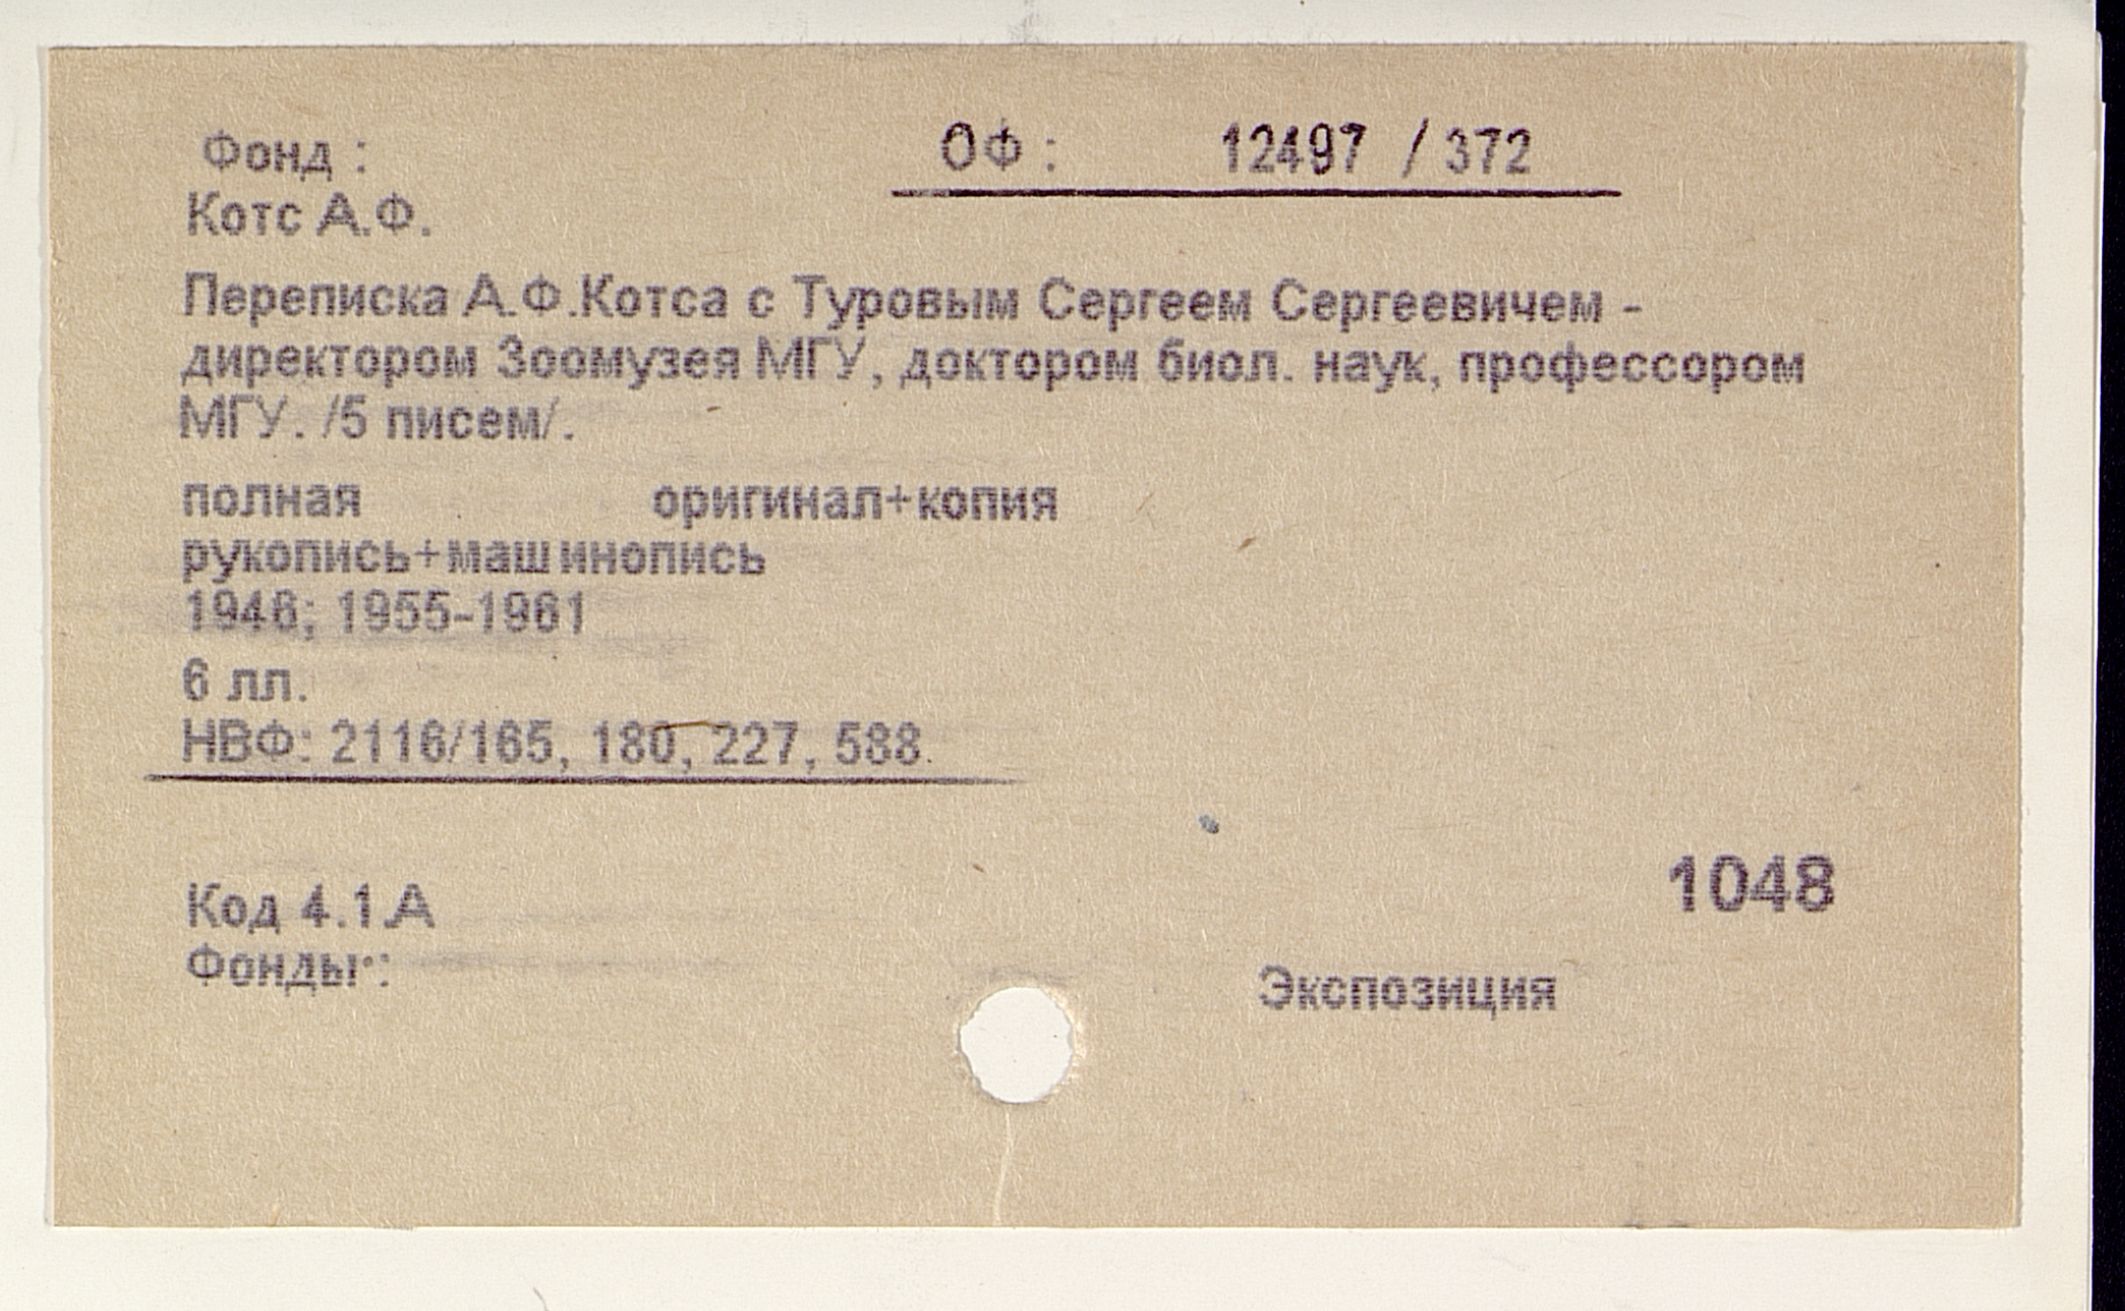 Фонд : ОФ : 12497 / 372
Котс А.Ф.
Переписка А.Ф.Котса с Туровым Сергеем Сергеевичем -
директором Зоомузея МГУ, доктором биол. наук, профессором
МГУ. /5 писем/.
полная оригинал+копия
рукопись+машинопись
1946; 1955-1961
6 лл.
НВФ: 2116/165, 180, 227, 588.
1048
Код 4.1.А
Фонды :
Экспозиция